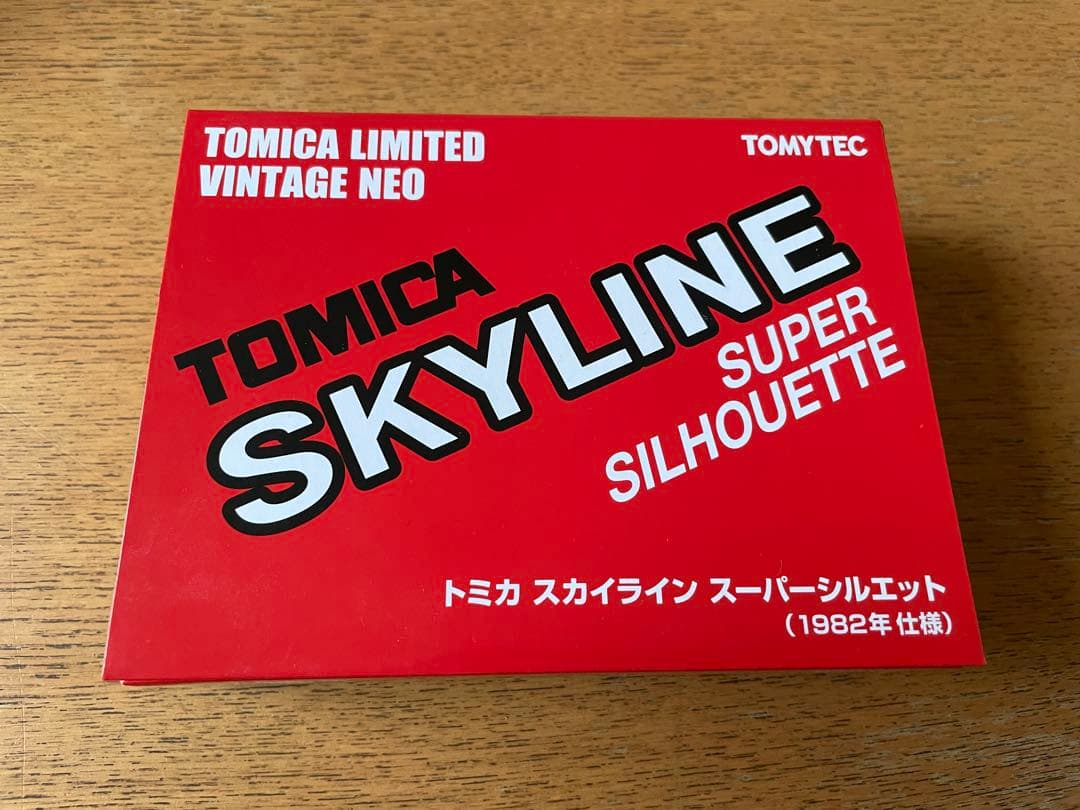 TOMICA LIMITED
VINTAGE NEO
TOMYTEC
TOMICA
SKYLINE
SUPER
SILHOUETTE
トミカ スカイライン スーパーシルエット
(1982年 仕様)